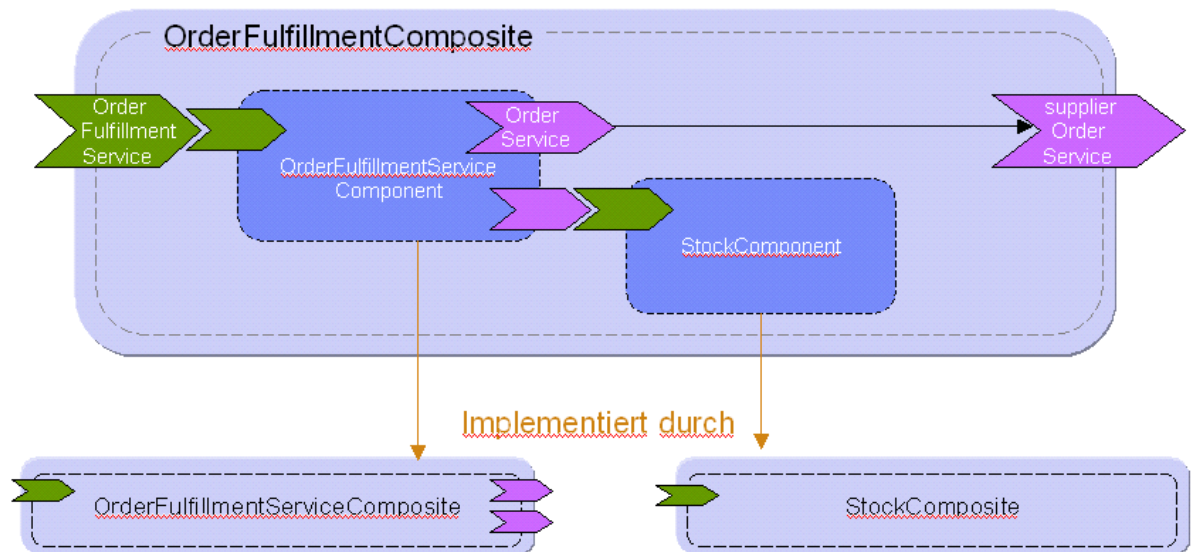 OrderFulfillmentComposite
Order
Fulfillment
Service
Order
Service
supplier
Order
Service
OrderFulfillmentService
Component
StockComponent
Implementiert durch
OrderFulfillmentServiceComposite
StockComposite